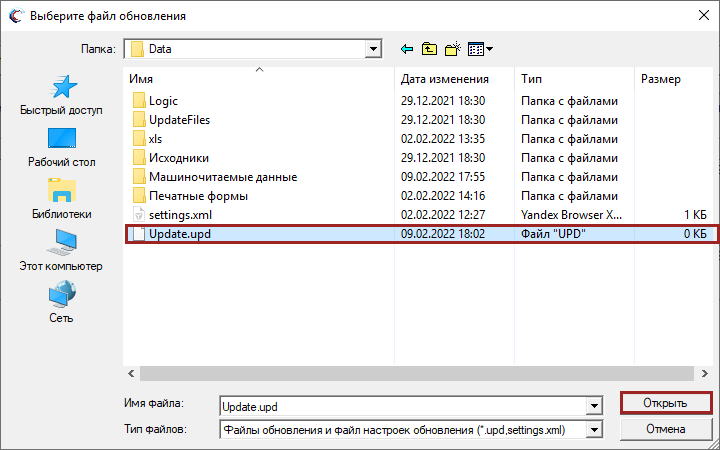 Выберите файл обновления
Папка: Data
Имя Дата изменения Тип Размер
Logic 29.12.2021 18:30 Папка с файлами
UpdateFiles 29.12.2021 18:30 Папка с файлами
xls 02.02.2022 13:35 Папка с файлами
Исходники 29.12.2021 18:30 Папка с файлами
Машиночитаемые данные 09.02.2022 17:55 Папка с файлами
Печатные формы 02.02.2022 14:16 Папка с файлами
settings.xml 02.02.2022 12:27 Yandex Browser X... 1 КБ
Update.upd 09.02.2022 18:02 Файл "UPD" 0 КБ
Быстрый доступ
Рабочий стол
Библиотеки
Этот компьютер
Сеть
Имя файла: Update.upd Открыть
Тип файлов: Файлы обновления и файл настроек обновления (*.upd,settings.xml) Отмена